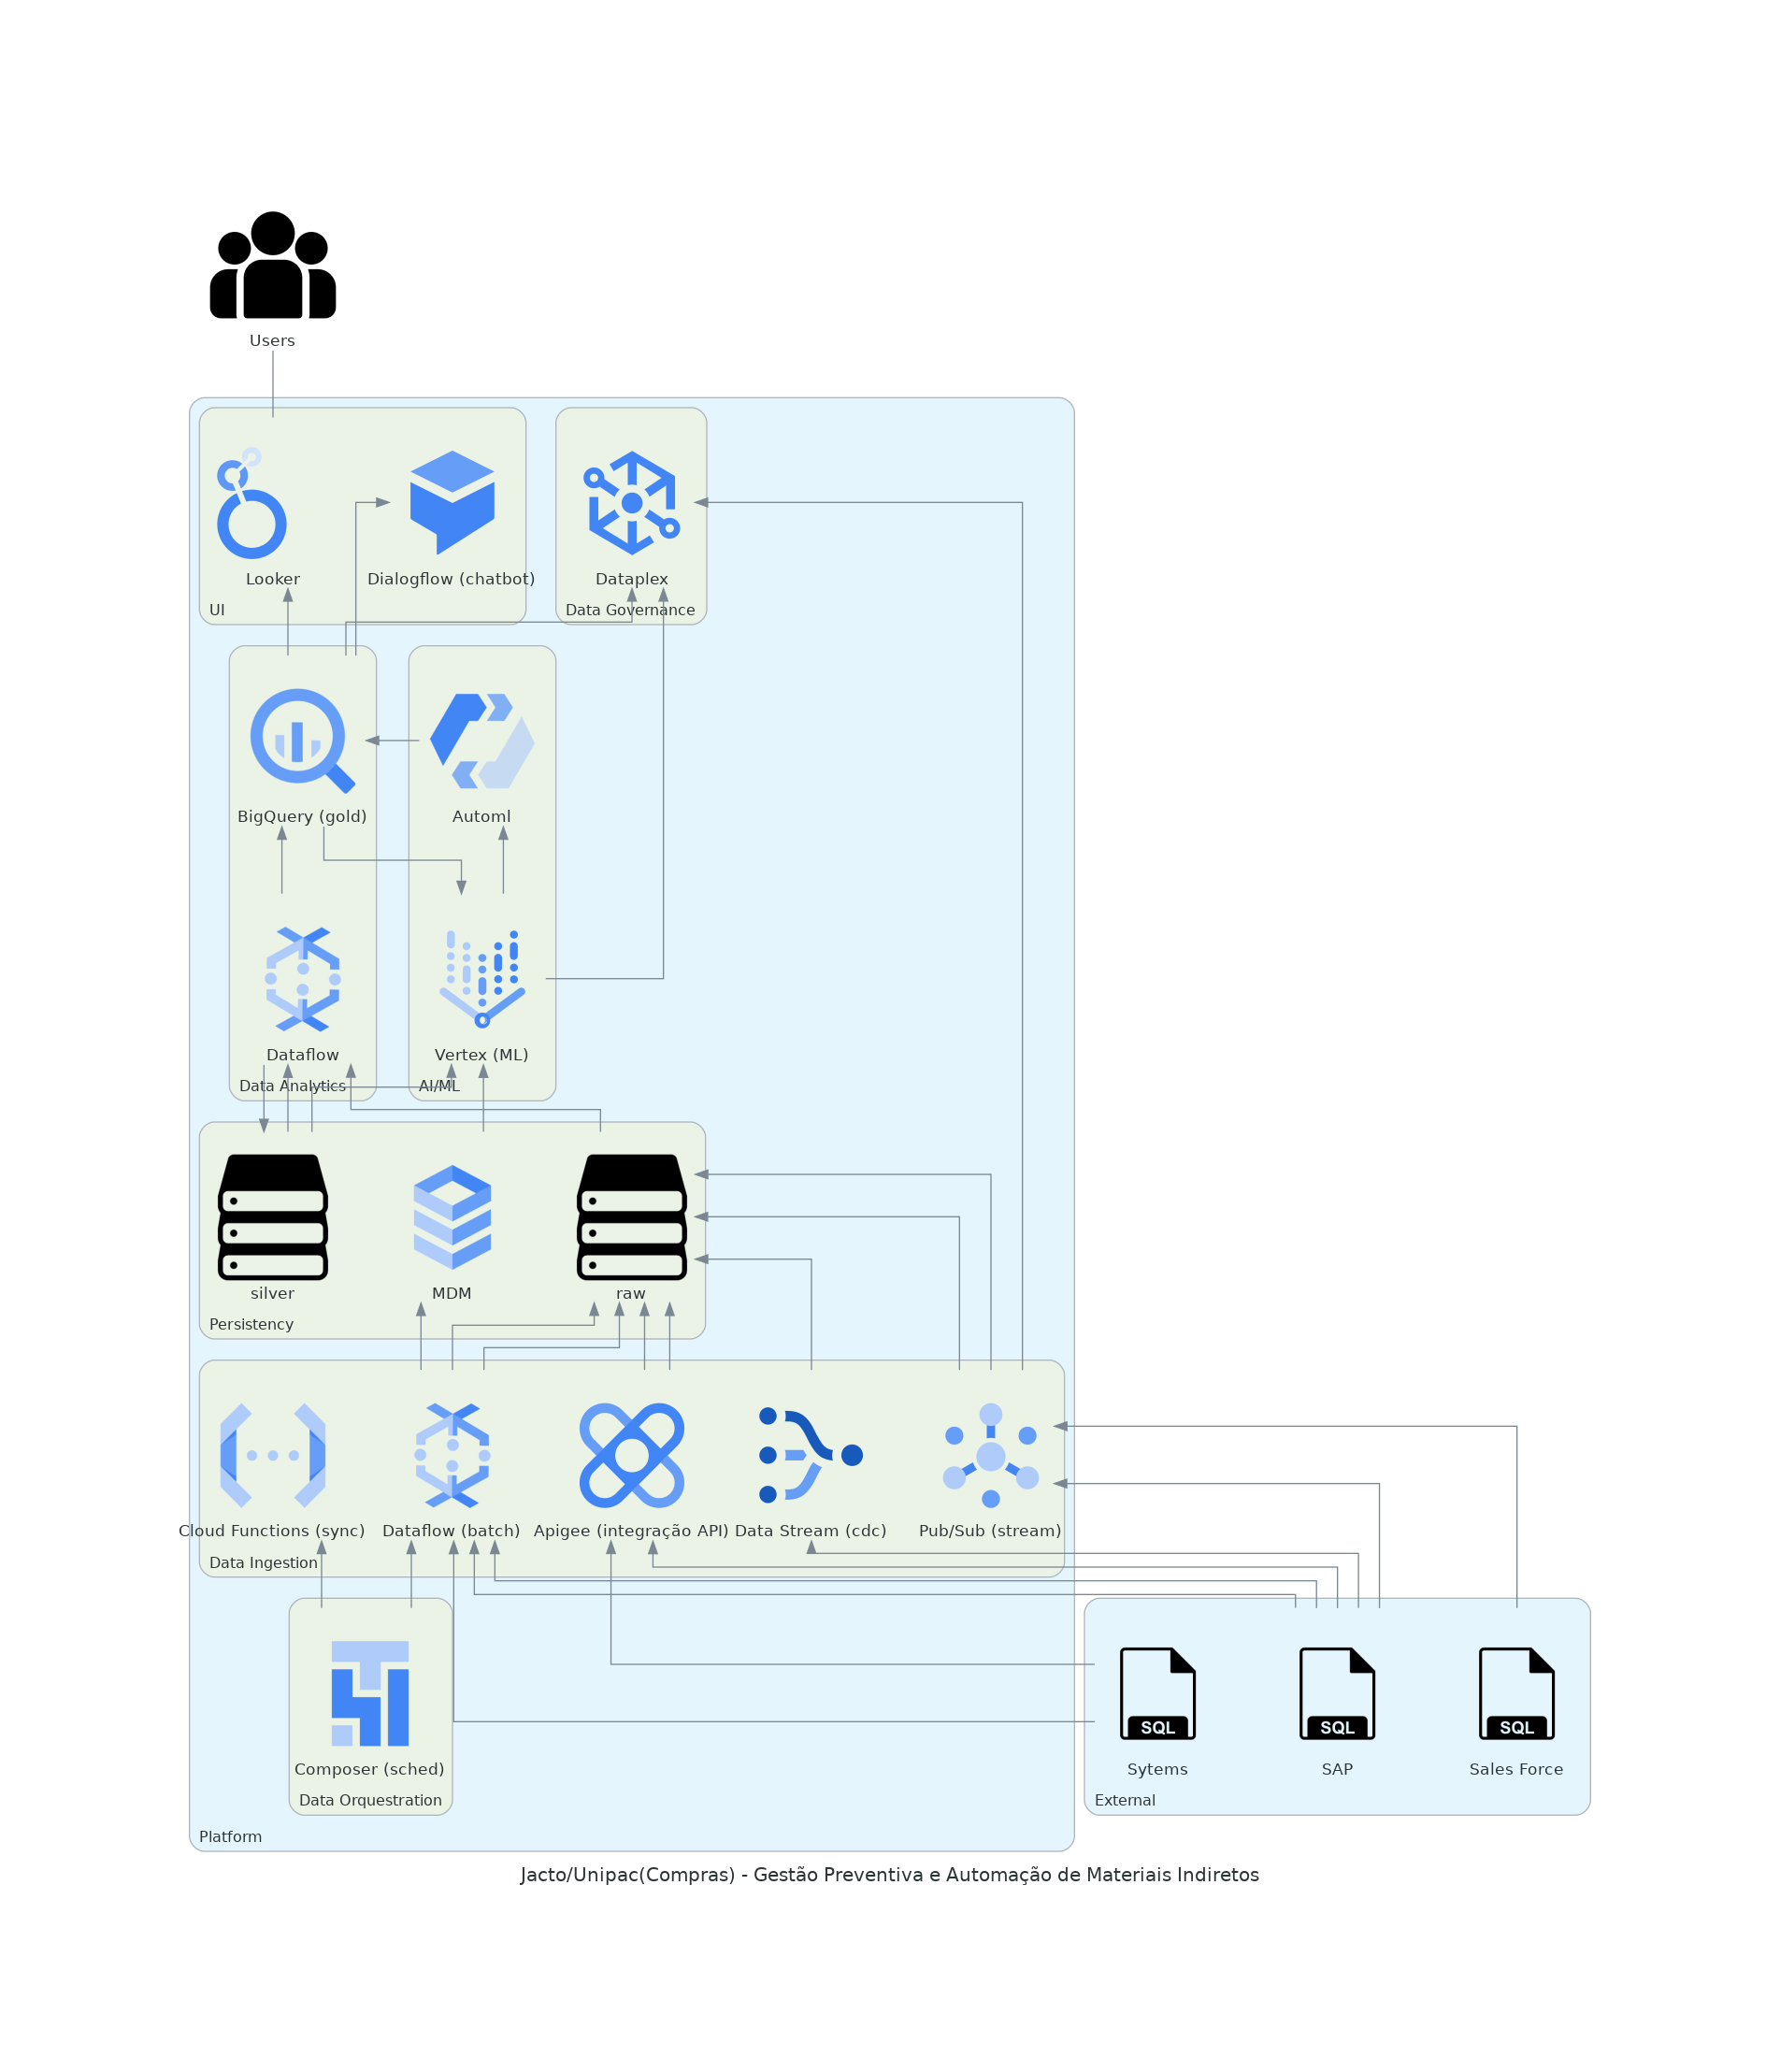 Users
Looker
Dialogflow (chatbot)
UI
Dataplex
Data Governance
BigQuery (gold)
Automl
Dataflow
Data Analytics
Vertex (ML)
AI/ML
silver
MDM
raw
Persistency
Cloud Functions (sync)
Dataflow (batch)
Apigee (integração API)
Data Stream (cdc)
Pub/Sub (stream)
Data Ingestion
Composer (sched)
Data Orquestration
SQL
Sytems
SQL
SAP
SQL
Sales Force
External
Platform
Jacto/Unipac(Compras) - Gestão Preventiva e Automação de Materiais Indiretos